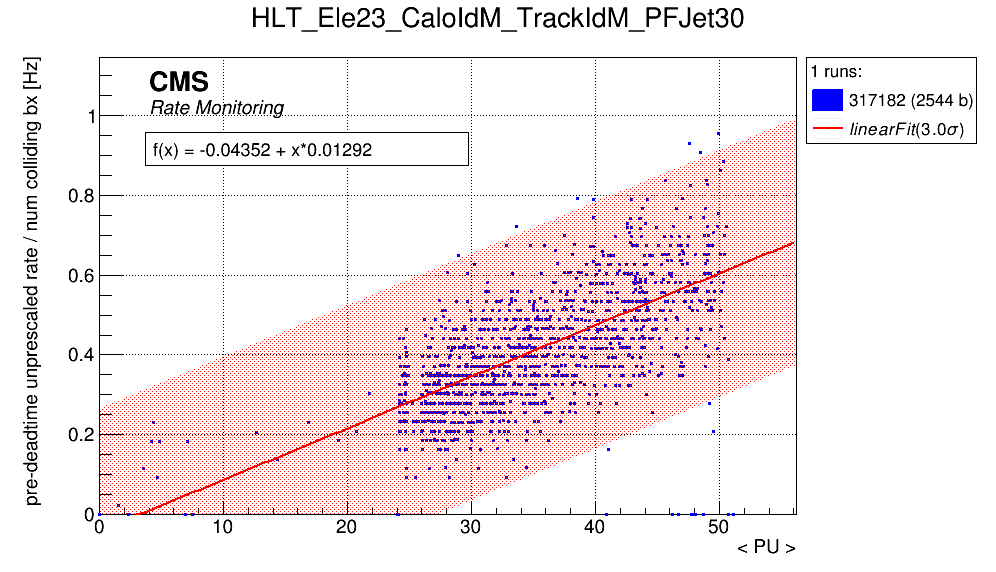 HLT_Ele23_CaloIdM_TrackIdM_PFJet30
pre-deadtime unprescaled rate / num colliding bx [Hz]
CMS
Rate Monitoring
f(x) = -0.04352 + x*0.01292
1 runs:
317182 (2544 b)
linearFit(3.0σ)
1
0.8
0.6
0.4
0.2
0
0 10 20 30 40 50
< PU >